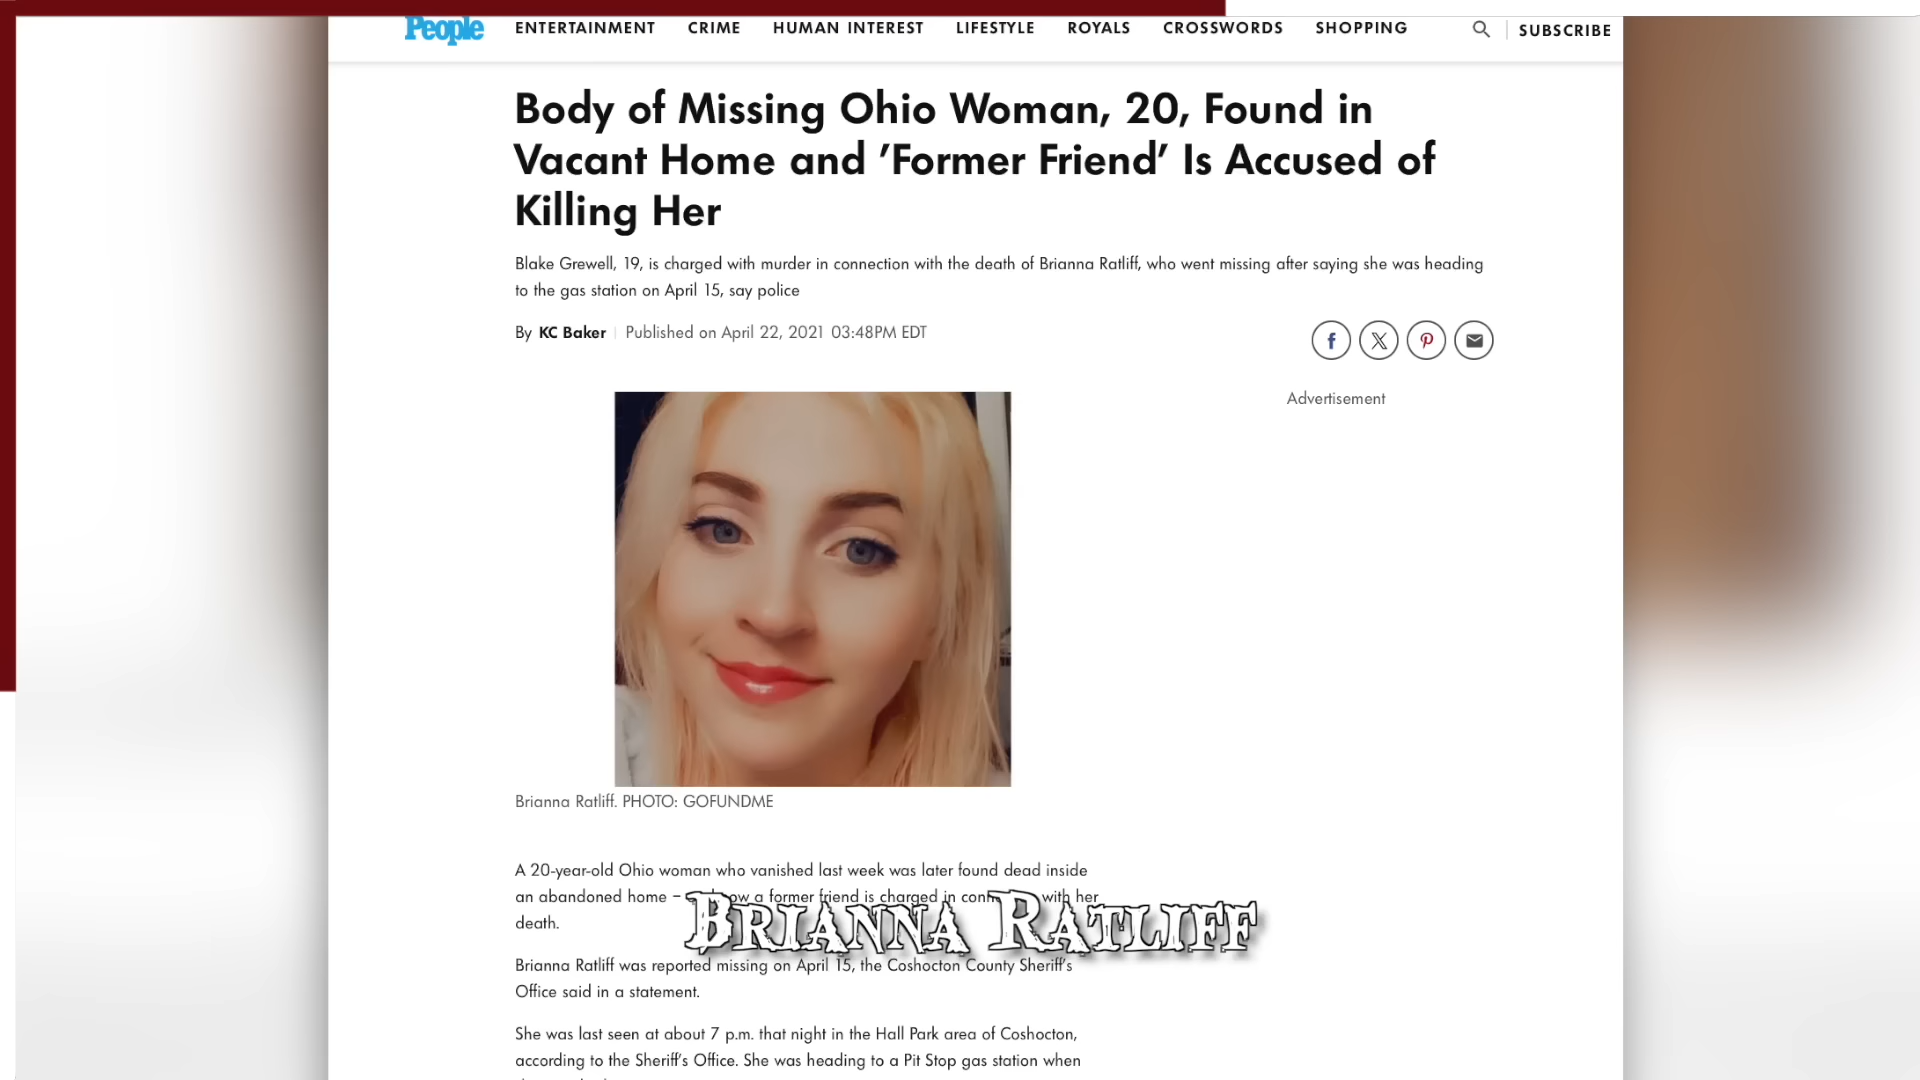 People ENTERTAINMENT CRIME HUMAN INTEREST LIFESTYLE ROYALS CROSSWORDS SHOPPING SUBSCRIBE
Body of Missing Ohio Woman, 20, Found in
Vacant Home and 'Former Friend' Is Accused of
Killing Her
Blake Grewell, 19, is charged with murder in connection with the death of Brianna Ratliff, who went missing after saying she was heading
to the gas station on April 15, say police
By KC Baker Published on April 22, 2021 03:48PM EDT
Advertisement
Brianna Ratliff. PHOTO: GOFUNDME
A 20-year-old Ohio woman who vanished last week was later found dead inside
an abandoned home – a former friend is charged in with her
death.
BRIANNA RATLIFF
Brianna Ratliff was reported missing on April 15, the Coshocton County Sheriff's
Office said in a statement.
She was last seen at about 7 p.m. that night in the Hall Park area of Coshocton,
according to the Sheriff's Office. She was heading to a Pit Stop gas station when